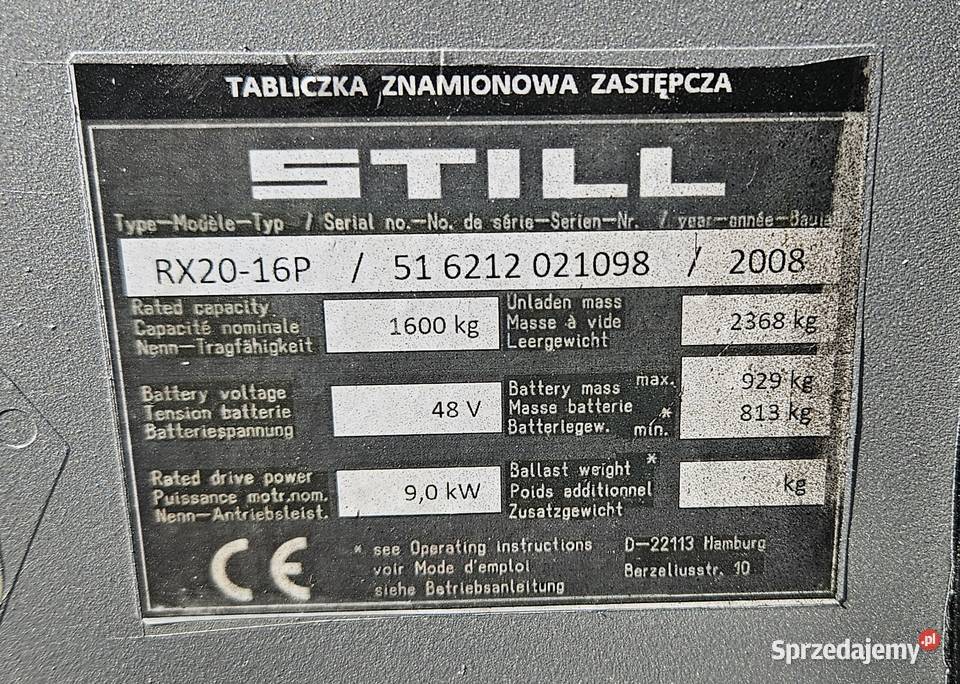 TABLICZKA ZNAMIONOWA ZASTĘPCZA
STILL
Type-Modèle-Typ / Serial no.-No. de série-Serien-Nr. / year-année-Bauja
RX20-16P / 51 6212 021098 / 2008
Rated capacity
Capacité nominale
Nenn-Tragfähigkeit
1600 kg
Unladen mass
Masse à vide
Leergewicht
2368 kg
Battery voltage
Tension batterie
Batteriespannung
48 V
Battery mass max.
Masse batterie *
Batteriegew. min.
929 kg
813 kg
Rated drive power
Puissance motr.nom.
Nenn-Antriebsleist.
9,0 kW
Ballast weight *
Poids additionnel
Zusatzgewicht
kg
CE
* see Operating instructions
voir Mode d'emploi
siehe Betriebsanleitung
D-22113 Hamburg
Berzeliusstr. 10
Sprzedajemy.pl